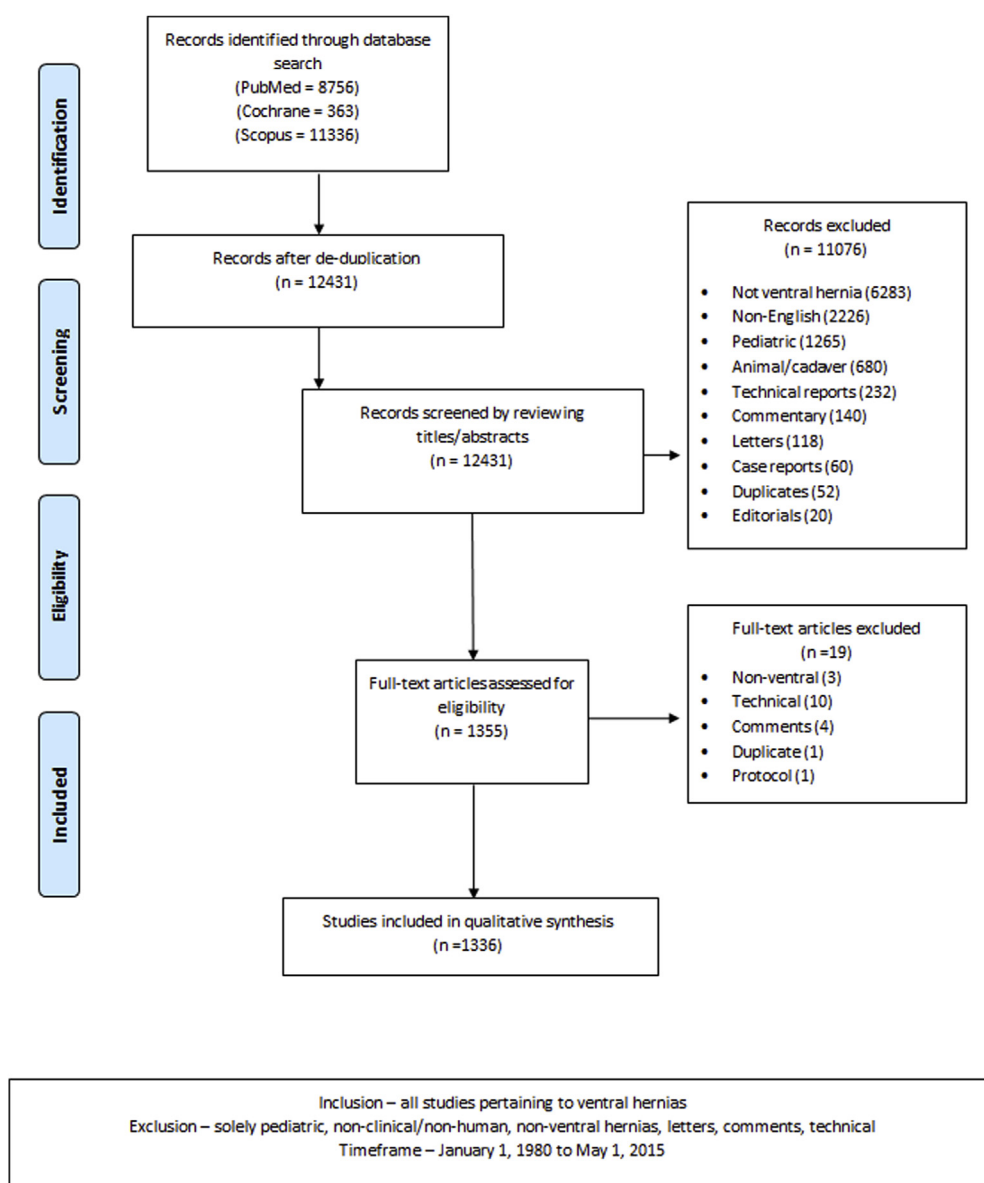 Records identified through database
search
(PubMed = 8756)
(Cochrane = 363)
(Scopus = 11336)
Identification
Records after de-duplication
(n = 12431)
Records excluded
(n = 11076)
• Not ventral hernia (6283)
• Non-English (2226)
• Pediatric (1265)
• Animal/cadaver (680)
• Technical reports (232)
• Commentary (140)
• Letters (118)
• Case reports (60)
• Duplicates (52)
• Editorials (20)
Screening
Records screened by reviewing
titles/abstracts
(n = 12431)
Eligibility
Full-text articles assessed for
eligibility
(n = 1355)
Full-text articles excluded
(n =19)
• Non-ventral (3)
• Technical (10)
• Comments (4)
• Duplicate (1)
• Protocol (1)
Included
Studies included in qualitative synthesis
(n =1336)
Inclusion – all studies pertaining to ventral hernias
Exclusion – solely pediatric, non-clinical/non-human, non-ventral hernias, letters, comments, technical
Timeframe – January 1, 1980 to May 1, 2015